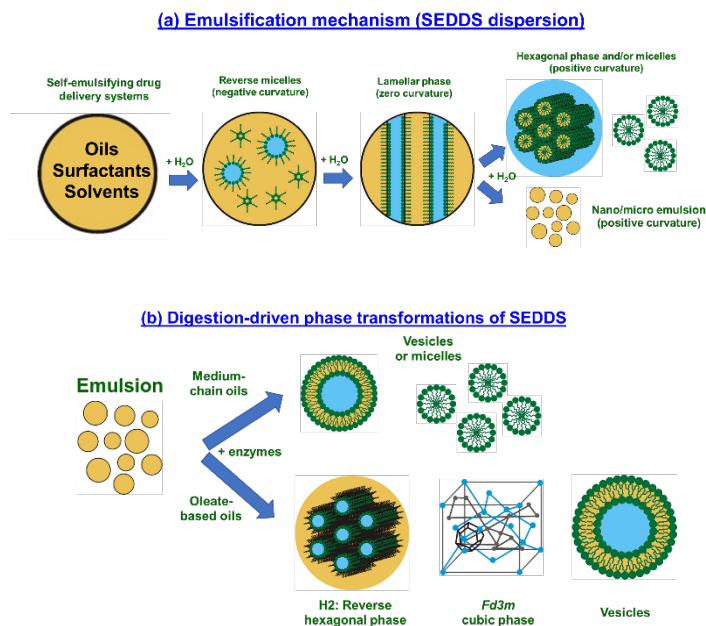 (a) Emulsification mechanism (SEDDS dispersion)
Self-emulsifying drug
delivery systems
Oils
Surfactants
Solvents
+ H₂O
Reverse micelles
(negative curvature)
+ H₂O
Lamellar phase
(zero curvature)
+ H₂O
Hexagonal phase and/or micelles
(positive curvature)
Nano/micro emulsion
(positive curvature)
(b) Digestion-driven phase transformations of SEDDS
Emulsion
Medium-
chain oils
+ enzymes
Oleate-
based oils
Vesicles
or micelles
H2: Reverse
hexagonal phase
Fd3m
cubic phase
Vesicles